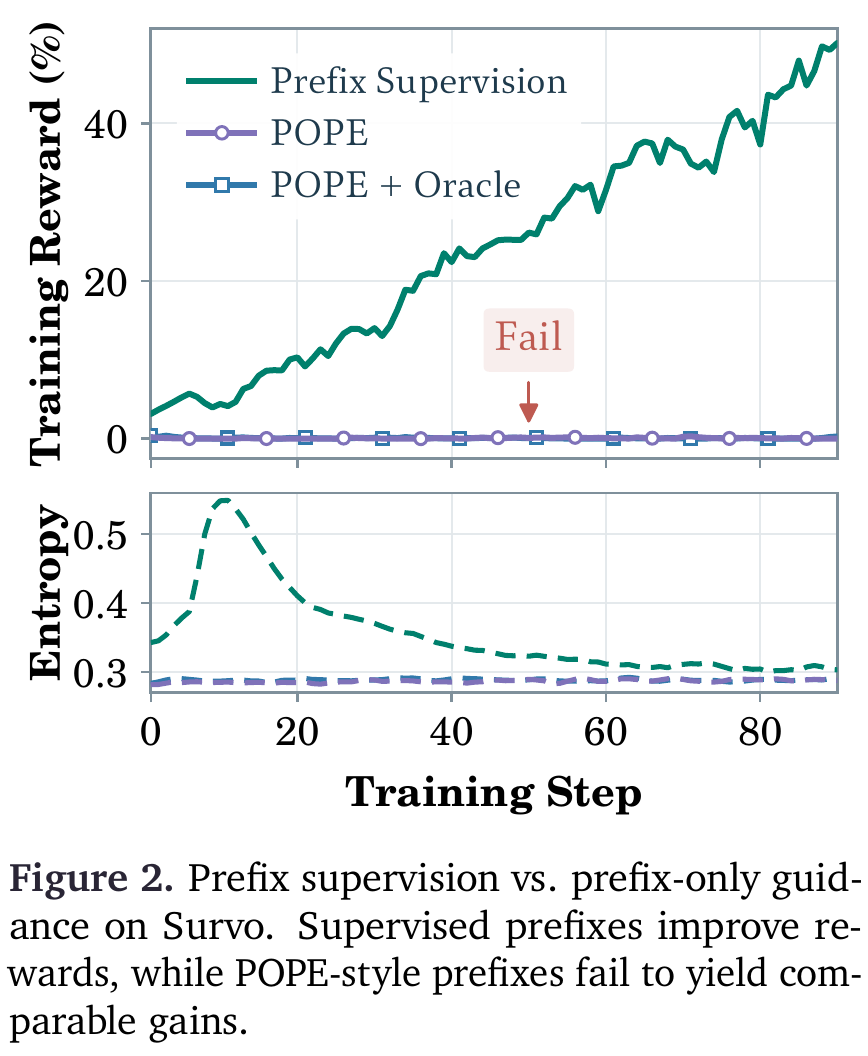 Training Reward (%)
40
20
0
Prefix Supervision
POPE
POPE + Oracle
Fail
Entropy
0.5
0.4
0.3
0
20
40
60
80
Training Step
Figure 2. Prefix supervision vs. prefix-only guid-
ance on Survo. Supervised prefixes improve re-
wards, while POPE-style prefixes fail to yield com-
parable gains.